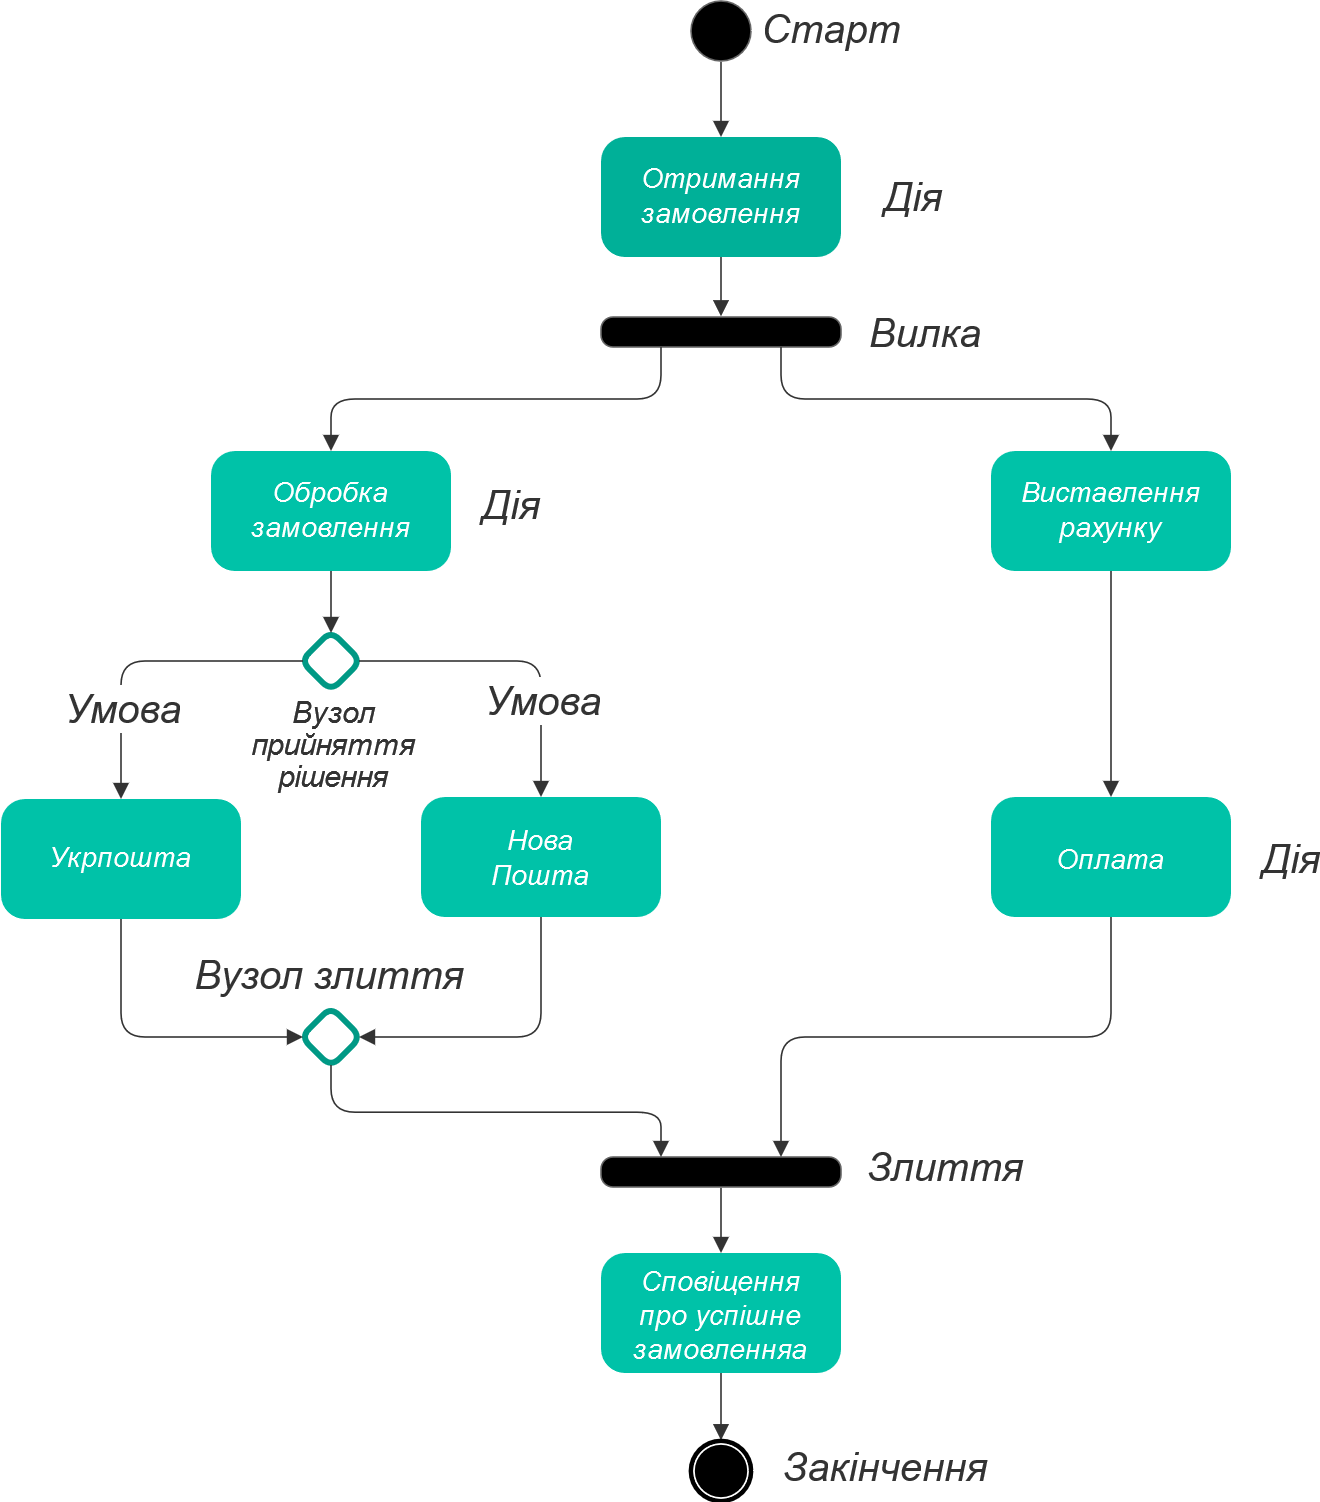 Старт
Отримання
замовлення
Дія
Вилка
Обробка
замовлення
Дія
Виставлення
рахунку
Умова
Умова
Вузол
прийняття
рішення
Укрпошта
Нова
Пошта
Оплата
Дія
Вузол злиття
Злиття
Сповіщення
про успішне
замовленняа
Закінчення